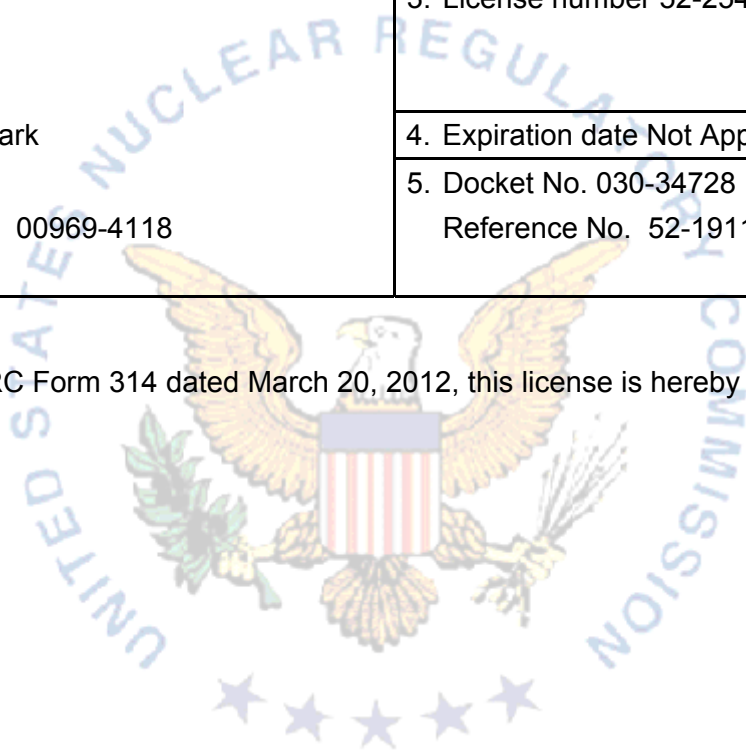 3. License number 52-254
ark
4. Expiration date Not App
5. Docket No. 030-34728
00969-4118
Reference No. 52-1911
RC Form 314 dated March 20, 2012, this license is hereby
UNITED STATES NUCLEAR REGULATORY COMMISSION